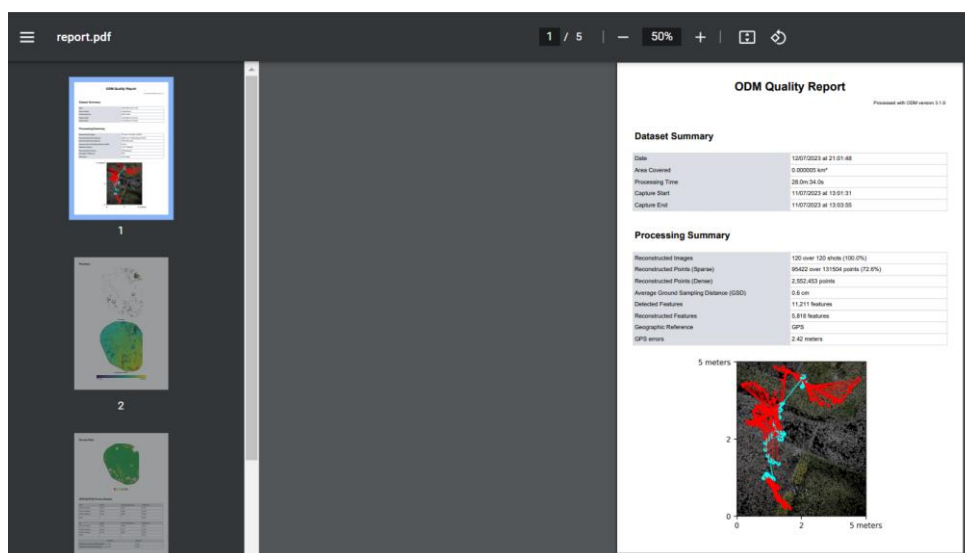 report.pdf
1 / 5
50%
1
2
ODM Quality Report
Processed with ODM version 3.1.6
Dataset Summary
Date 12/07/2023 at 21:01:48
Area Covered 0.000005 km²
Processing Time 28.0m:34.0s
Capture Start 11/07/2023 at 13:01:31
Capture End 11/07/2023 at 13:03:55
Processing Summary
Reconstructed Images 120 over 120 shots (100.0%)
Reconstructed Points (Sparse) 95422 over 131504 points (72.6%)
Reconstructed Points (Dense) 2,552,453 points
Average Ground Sampling Distance (GSD) 0.6 cm
Detected Features 11,211 features
Reconstructed Features 5,818 features
Geographic Reference GPS
GPS errors 2.42 meters
5 meters
2
0
0 2 5 meters